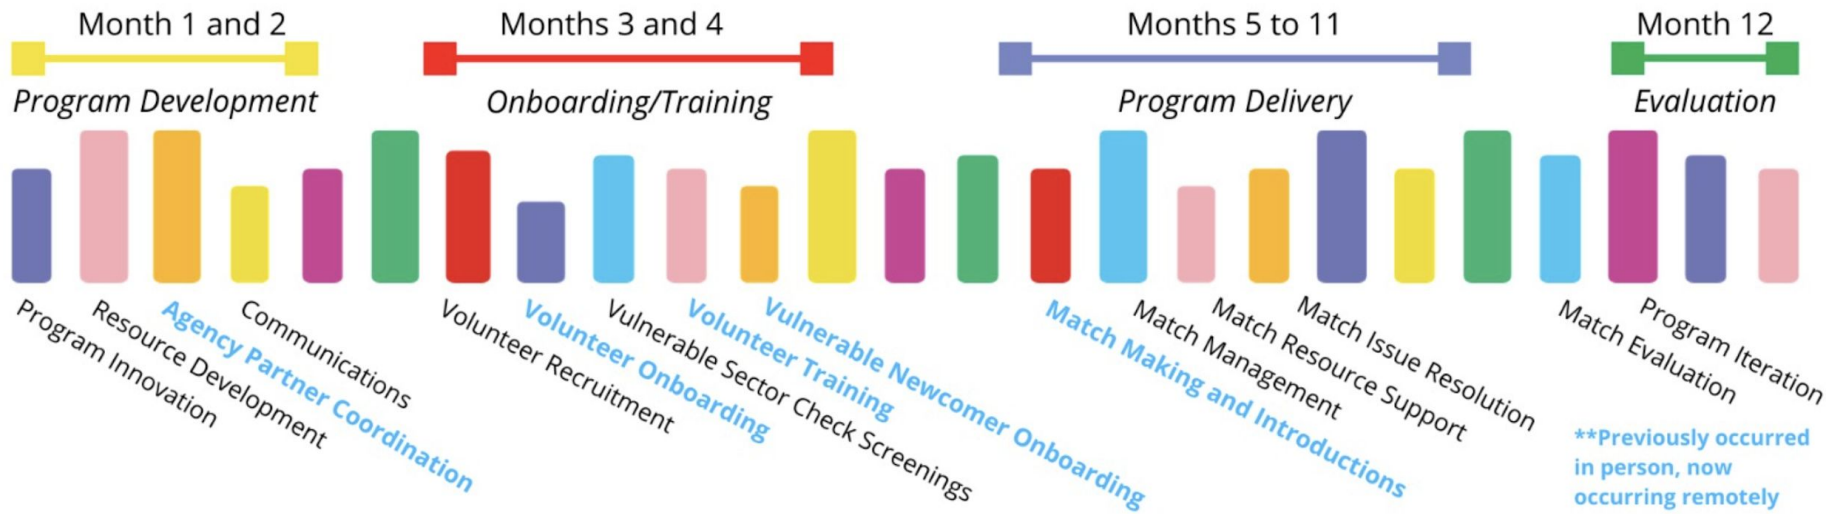 Month 1 and 2
Months 3 and 4
Months 5 to 11
Month 12
Program Development
Onboarding/Training
Program Delivery
Evaluation
Program Innovation
Resource Development
Agency Partner Coordination
Communications
Volunteer Recruitment
Volunteer Onboarding
Vulnerable Sector Check Screenings
Volunteer Training
Vulnerable Newcomer Onboarding
Match Making and Introductions
Match Management
Match Resource Support
Match Issue Resolution
Match Evaluation
Program Iteration
**Previously occurred
in person, now
occurring remotely